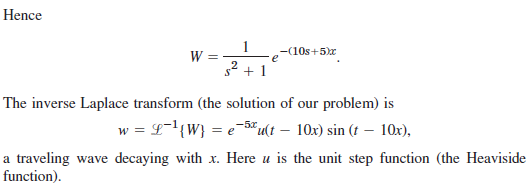 Hence
W = \frac{1}{s^2 + 1} e^{-(10s+5)x}.
The inverse Laplace transform (the solution of our problem) is
w = ℒ^{-1}{W} = e^{-5x}u(t − 10x) sin (t − 10x),
a traveling wave decaying with x. Here u is the unit step function (the Heaviside
function).